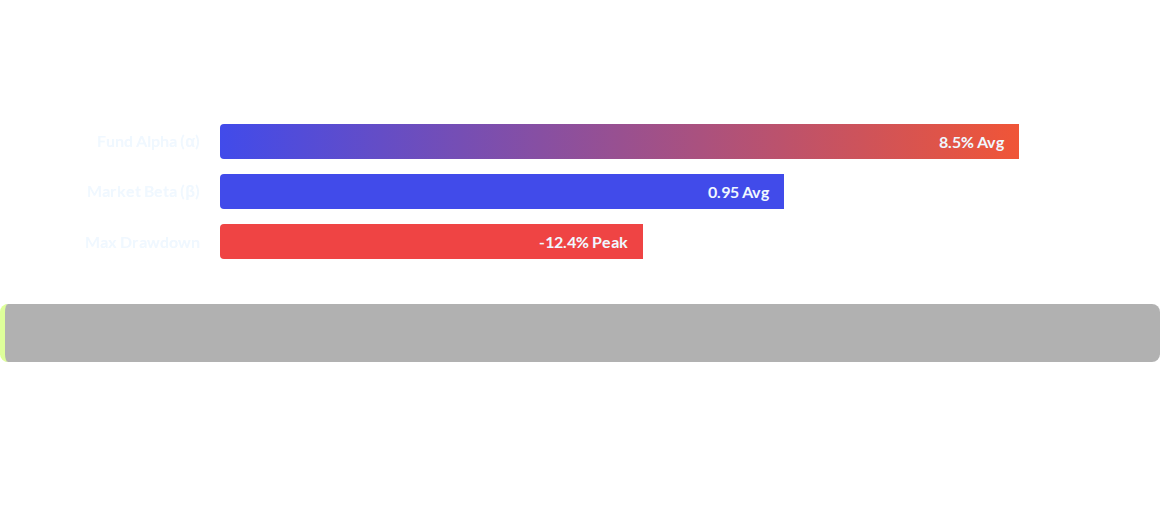 Fund Alpha (α)
8.5% Avg
Market Beta (β)
0.95 Avg
Max Drawdown
-12.4% Peak